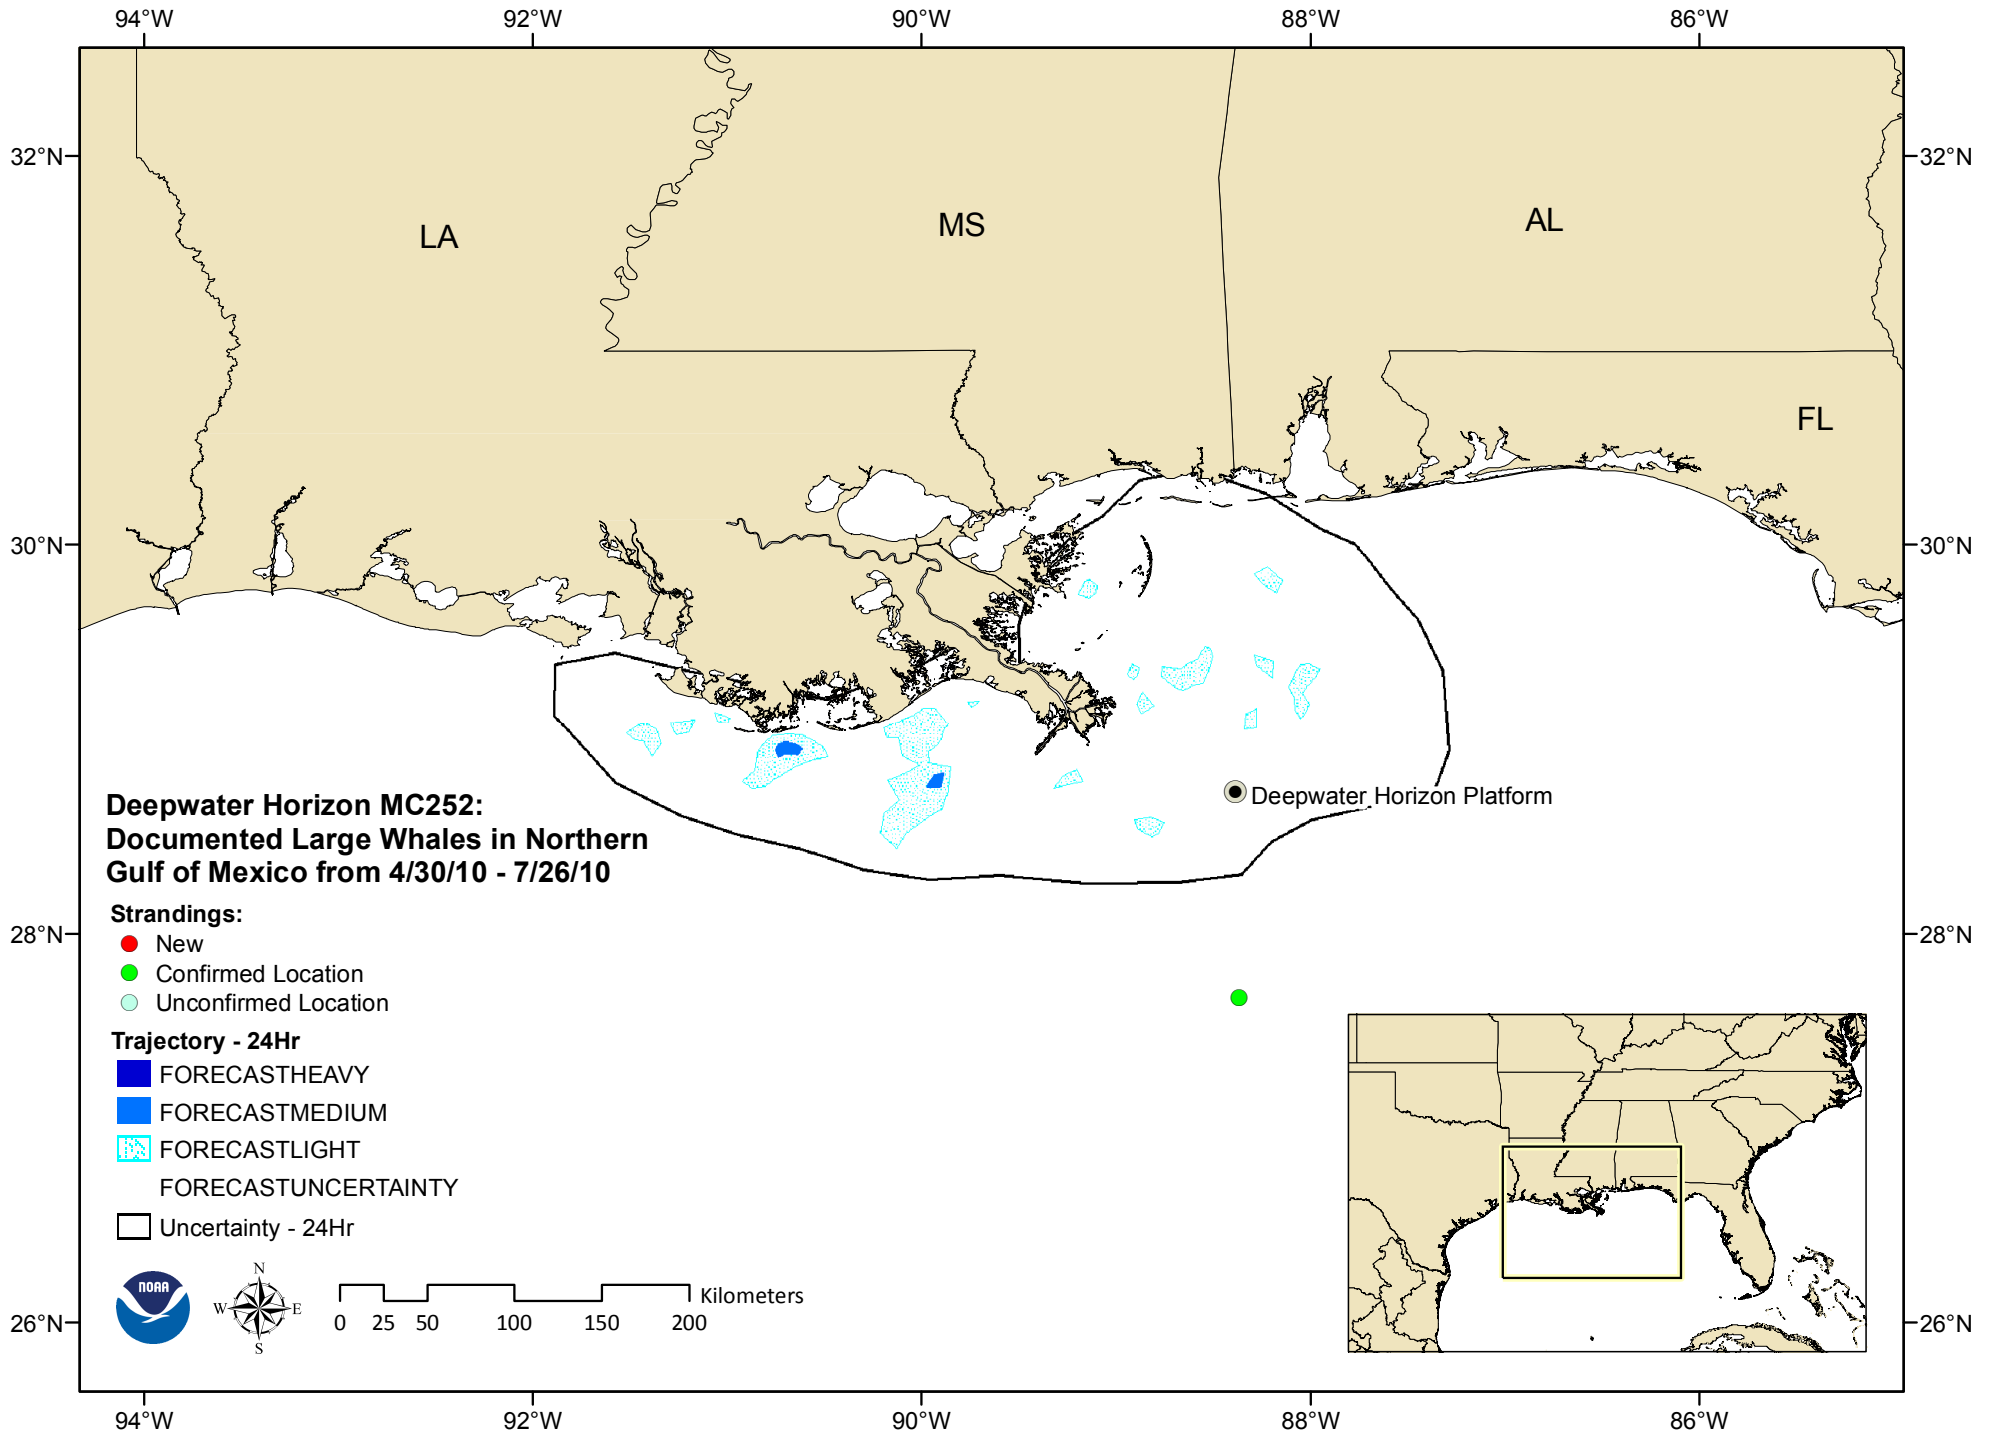 94°W
92°W
90°W
88°W
86°W
32°N
32°N
LA
MS
AL
FL
30°N
30°N
Deepwater Horizon Platform
Deepwater Horizon MC252:
Documented Large Whales in Northern
Gulf of Mexico from 4/30/10 - 7/26/10
Strandings:
New
Confirmed Location
Unconfirmed Location
28°N
28°N
Trajectory - 24Hr
FORECASTHEAVY
FORECASTMEDIUM
FORECASTLIGHT
FORECASTUNCERTAINTY
Uncertainty - 24Hr
NOAA
N
W
E
S
0 25 50 100 150 200
Kilometers
26°N
26°N
94°W
92°W
90°W
88°W
86°W